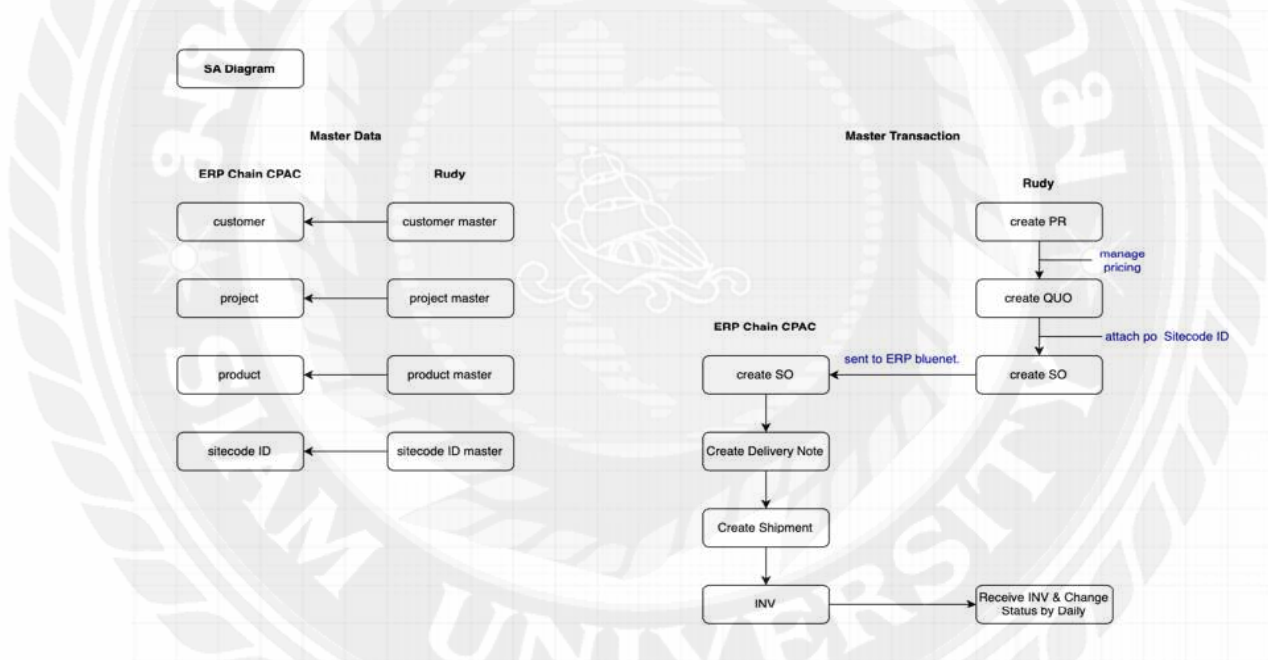 SA Diagram
Master Data
ERP Chain CPAC
Rudy
customer
customer master
project
project master
product
product master
sitecode ID
sitecode ID master
Master Transaction
Rudy
create PR
manage
pricing
create QUO
attach po Sitecode ID
create SO
sent to ERP bluenet.
ERP Chain CPAC
create SO
Create Delivery Note
Create Shipment
INV
Receive INV & Change
Status by Daily
SIAM UNIVERSITY